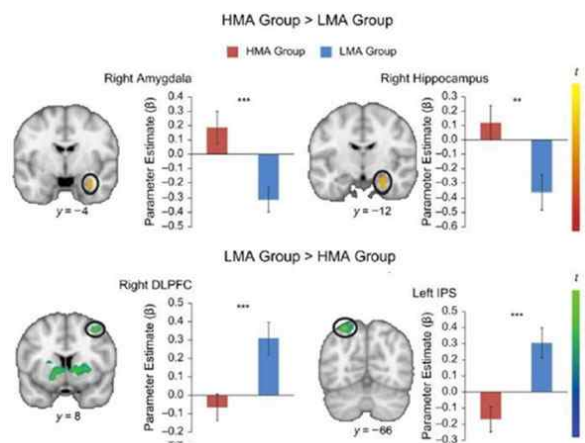 HMA Group > LMA Group
HMA Group LMA Group
Right Amygdala
Parameter Estimate (β)
0.4
0.3
0.2
0.1
0.0
−0.1
−0.2
−0.3
−0.4
−0.5
***
y = −4
Right Hippocampus
Parameter Estimate (β)
0.3
0.2
0.1
0.0
−0.1
−0.2
−0.3
−0.4
−0.5
−0.6
**
y = −12
t
LMA Group > HMA Group
Right DLPFC
Parameter Estimate (β)
0.5
0.4
0.3
0.2
0.1
0.0
−0.1
−0.2
***
y = 8
Left IPS
Parameter Estimate (β)
0.5
0.4
0.3
0.2
0.1
0.0
−0.1
−0.2
−0.3
***
y = −66
t